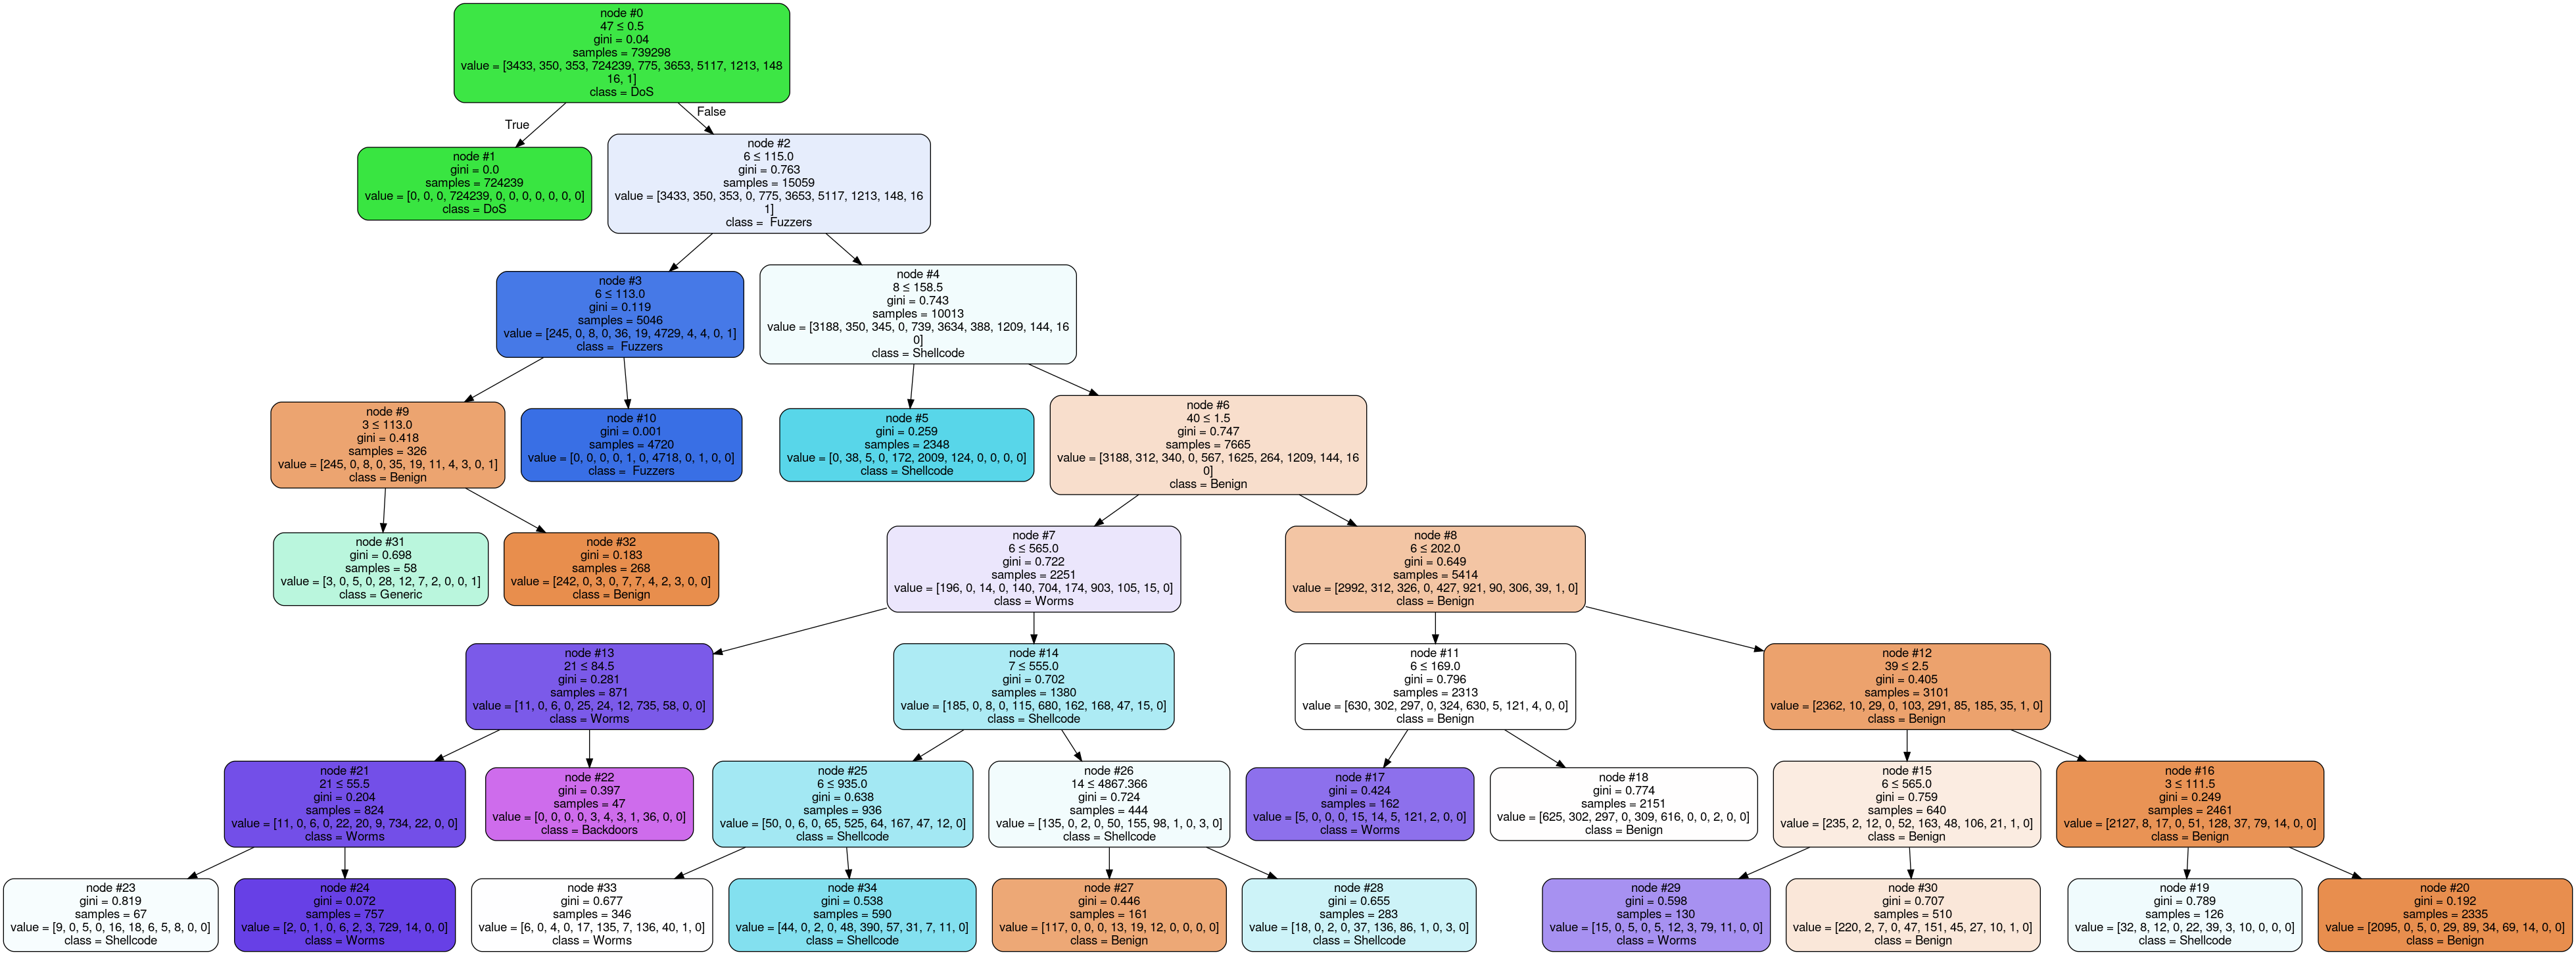 node #0
47 ≤ 0.5
gini = 0.04
samples = 739298
value = [3433, 350, 353, 724239, 775, 3653, 5117, 1213, 148
16, 1]
class = DoS
True
False
node #1
gini = 0.0
samples = 724239
value = [0, 0, 0, 724239, 0, 0, 0, 0, 0, 0, 0]
class = DoS
node #2
6 ≤ 115.0
gini = 0.763
samples = 15059
value = [3433, 350, 353, 0, 775, 3653, 5117, 1213, 148, 16
1]
class =  Fuzzers
node #3
6 ≤ 113.0
gini = 0.119
samples = 5046
value = [245, 0, 8, 0, 36, 19, 4729, 4, 4, 0, 1]
class =  Fuzzers
node #4
8 ≤ 158.5
gini = 0.743
samples = 10013
value = [3188, 350, 345, 0, 739, 3634, 388, 1209, 144, 16
0]
class = Shellcode
node #9
3 ≤ 113.0
gini = 0.418
samples = 326
value = [245, 0, 8, 0, 35, 19, 11, 4, 3, 0, 1]
class = Benign
node #10
gini = 0.001
samples = 4720
value = [0, 0, 0, 0, 1, 0, 4718, 0, 1, 0, 0]
class =  Fuzzers
node #5
gini = 0.259
samples = 2348
value = [0, 38, 5, 0, 172, 2009, 124, 0, 0, 0, 0]
class = Shellcode
node #6
40 ≤ 1.5
gini = 0.747
samples = 7665
value = [3188, 312, 340, 0, 567, 1625, 264, 1209, 144, 16
0]
class = Benign
node #31
gini = 0.698
samples = 58
value = [3, 0, 5, 0, 28, 12, 7, 2, 0, 0, 1]
class = Generic
node #32
gini = 0.183
samples = 268
value = [242, 0, 3, 0, 7, 7, 4, 2, 3, 0, 0]
class = Benign
node #7
6 ≤ 565.0
gini = 0.722
samples = 2251
value = [196, 0, 14, 0, 140, 704, 174, 903, 105, 15, 0]
class = Worms
node #8
6 ≤ 202.0
gini = 0.649
samples = 5414
value = [2992, 312, 326, 0, 427, 921, 90, 306, 39, 1, 0]
class = Benign
node #13
21 ≤ 84.5
gini = 0.281
samples = 871
value = [11, 0, 6, 0, 25, 24, 12, 735, 58, 0, 0]
class = Worms
node #14
7 ≤ 555.0
gini = 0.702
samples = 1380
value = [185, 0, 8, 0, 115, 680, 162, 168, 47, 15, 0]
class = Shellcode
node #11
6 ≤ 169.0
gini = 0.796
samples = 2313
value = [630, 302, 297, 0, 324, 630, 5, 121, 4, 0, 0]
class = Benign
node #12
39 ≤ 2.5
gini = 0.405
samples = 3101
value = [2362, 10, 29, 0, 103, 291, 85, 185, 35, 1, 0]
class = Benign
node #21
21 ≤ 55.5
gini = 0.204
samples = 824
value = [11, 0, 6, 0, 22, 20, 9, 734, 22, 0, 0]
class = Worms
node #22
gini = 0.397
samples = 47
value = [0, 0, 0, 0, 3, 4, 3, 1, 36, 0, 0]
class = Backdoors
node #25
6 ≤ 935.0
gini = 0.638
samples = 936
value = [50, 0, 6, 0, 65, 525, 64, 167, 47, 12, 0]
class = Shellcode
node #26
14 ≤ 4867.366
gini = 0.724
samples = 444
value = [135, 0, 2, 0, 50, 155, 98, 1, 0, 3, 0]
class = Shellcode
node #17
gini = 0.424
samples = 162
value = [5, 0, 0, 0, 15, 14, 5, 121, 2, 0, 0]
class = Worms
node #18
gini = 0.774
samples = 2151
value = [625, 302, 297, 0, 309, 616, 0, 0, 2, 0, 0]
class = Benign
node #15
6 ≤ 565.0
gini = 0.759
samples = 640
value = [235, 2, 12, 0, 52, 163, 48, 106, 21, 1, 0]
class = Benign
node #16
3 ≤ 111.5
gini = 0.249
samples = 2461
value = [2127, 8, 17, 0, 51, 128, 37, 79, 14, 0, 0]
class = Benign
node #23
gini = 0.819
samples = 67
value = [9, 0, 5, 0, 16, 18, 6, 5, 8, 0, 0]
class = Shellcode
node #24
gini = 0.072
samples = 757
value = [2, 0, 1, 0, 6, 2, 3, 729, 14, 0, 0]
class = Worms
node #33
gini = 0.677
samples = 346
value = [6, 0, 4, 0, 17, 135, 7, 136, 40, 1, 0]
class = Worms
node #34
gini = 0.538
samples = 590
value = [44, 0, 2, 0, 48, 390, 57, 31, 7, 11, 0]
class = Shellcode
node #27
gini = 0.446
samples = 161
value = [117, 0, 0, 0, 13, 19, 12, 0, 0, 0, 0]
class = Benign
node #28
gini = 0.655
samples = 283
value = [18, 0, 2, 0, 37, 136, 86, 1, 0, 3, 0]
class = Shellcode
node #29
gini = 0.598
samples = 130
value = [15, 0, 5, 0, 5, 12, 3, 79, 11, 0, 0]
class = Worms
node #30
gini = 0.707
samples = 510
value = [220, 2, 7, 0, 47, 151, 45, 27, 10, 1, 0]
class = Benign
node #19
gini = 0.789
samples = 126
value = [32, 8, 12, 0, 22, 39, 3, 10, 0, 0, 0]
class = Shellcode
node #20
gini = 0.192
samples = 2335
value = [2095, 0, 5, 0, 29, 89, 34, 69, 14, 0, 0]
class = Benign